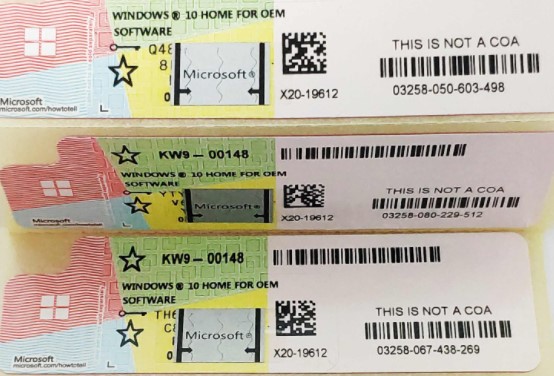 WINDOWS ® 10 HOME FOR OEM
SOFTWARE
Q48
8
Microsoft®
Microsoft
microsoft.com/howtotell
X20-19612
THIS IS NOT A COA
03258-050-603-498
KW9 – 00148
WINDOWS ® 10 HOME FOR OEM
SOFTWARE
Microsoft®
Microsoft
X20-19612
THIS IS NOT A COA
03258-080-229-512
KW9 – 00148
WINDOWS ® 10 HOME FOR OEM
SOFTWARE
TH6
Microsoft®
Microsoft
microsoft.com/howtotell
X20-19612
THIS IS NOT A COA
03258-067-438-269